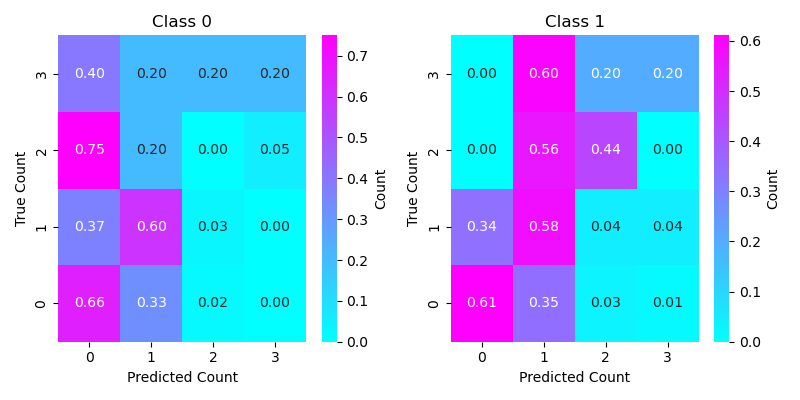 Class 0
True Count
3 0.40 0.20 0.20 0.20
2 0.75 0.20 0.00 0.05
1 0.37 0.60 0.03 0.00
0 0.66 0.33 0.02 0.00
0 1 2 3
Predicted Count
0.7
0.6
0.5
0.4
0.3
0.2
0.1
0.0
Count
Class 1
True Count
3 0.00 0.60 0.20 0.20
2 0.00 0.56 0.44 0.00
1 0.34 0.58 0.04 0.04
0 0.61 0.35 0.03 0.01
0 1 2 3
Predicted Count
0.6
0.5
0.4
0.3
0.2
0.1
0.0
Count